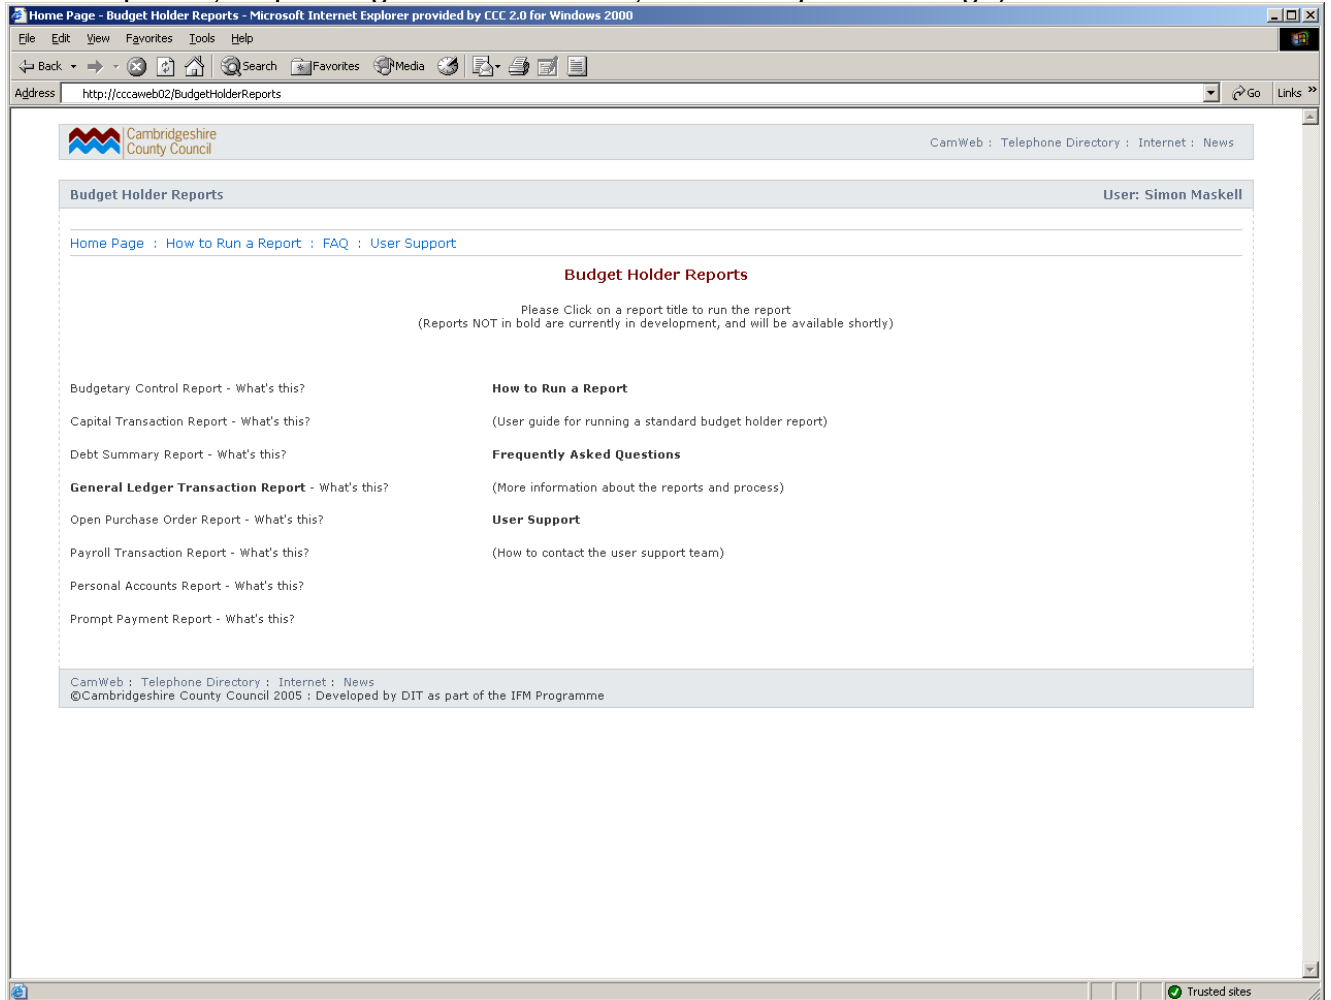 Home Page - Budget Holder Reports - Microsoft Internet Explorer provided by CCC 2.0 for Windows 2000
File Edit View Favorites Tools Help
Back Search Favorites Media
Address http://cccaweb02/BudgetHolderReports Go Links »
Cambridgeshire
County Council
CamWeb : Telephone Directory : Internet : News
Budget Holder Reports User: Simon Maskell
Home Page : How to Run a Report : FAQ : User Support
Budget Holder Reports
Please Click on a report title to run the report
(Reports NOT in bold are currently in development, and will be available shortly)
Budgetary Control Report - What's this? How to Run a Report
Capital Transaction Report - What's this? (User guide for running a standard budget holder report)
Debt Summary Report - What's this? Frequently Asked Questions
General Ledger Transaction Report - What's this? (More information about the reports and process)
Open Purchase Order Report - What's this? User Support
Payroll Transaction Report - What's this? (How to contact the user support team)
Personal Accounts Report - What's this?
Prompt Payment Report - What's this?
CamWeb : Telephone Directory : Internet : News
©Cambridgeshire County Council 2005 : Developed by DIT as part of the IFM Programme
Trusted sites